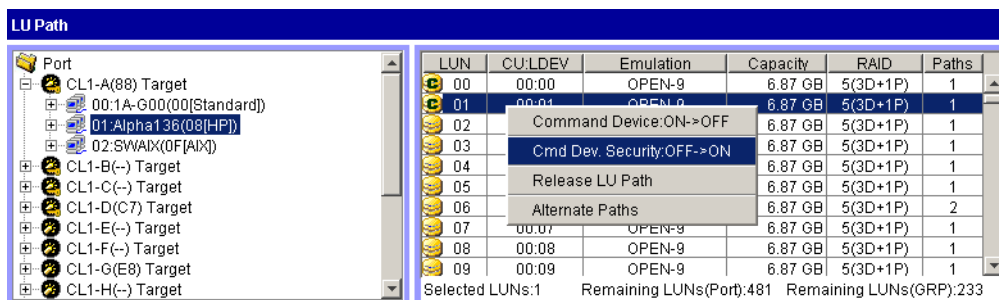 LU Path
Port
CL1-A(88) Target
00:1A-G00(00[Standard])
01:Alpha136(08[HP])
02:SWAIX(0F[AIX])
CL1-B(--) Target
CL1-C(--) Target
CL1-D(C7) Target
CL1-E(--) Target
CL1-F(--) Target
CL1-G(E8) Target
CL1-H(--) Target
LUN CU:LDEV Emulation Capacity RAID Paths
C 00 00:00 OPEN-9 6.87 GB 5(3D+1P) 1
C 01 00:01 OPEN-9 6.87 GB 5(3D+1P) 1
02 6.87 GB 5(3D+1P) 1
03 6.87 GB 5(3D+1P) 1
04 6.87 GB 5(3D+1P) 1
05 6.87 GB 5(3D+1P) 1
06 6.87 GB 5(3D+1P) 2
07 00:07 OPEN-9 6.87 GB 5(3D+1P) 1
08 00:08 OPEN-9 6.87 GB 5(3D+1P) 1
09 00:09 OPEN-9 6.87 GB 5(3D+1P) 1
Command Device:ON->OFF
Cmd Dev. Security:OFF->ON
Release LU Path
Alternate Paths
Selected LUNs:1 Remaining LUNs(Port):481 Remaining LUNs(GRP):233